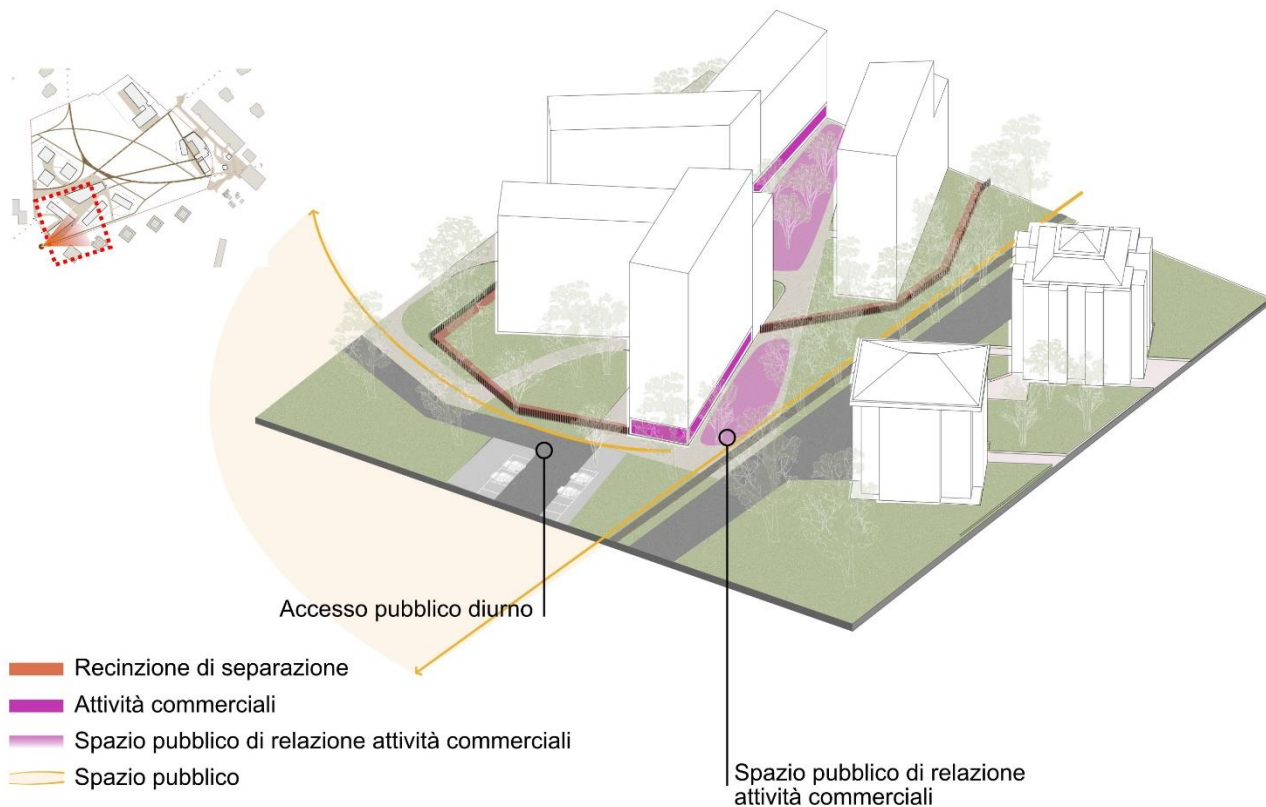 Accesso pubblico diurno
Recinzione di separazione
Attività commerciali
Spazio pubblico di relazione attività commerciali
Spazio pubblico
Spazio pubblico di relazione
attività commerciali